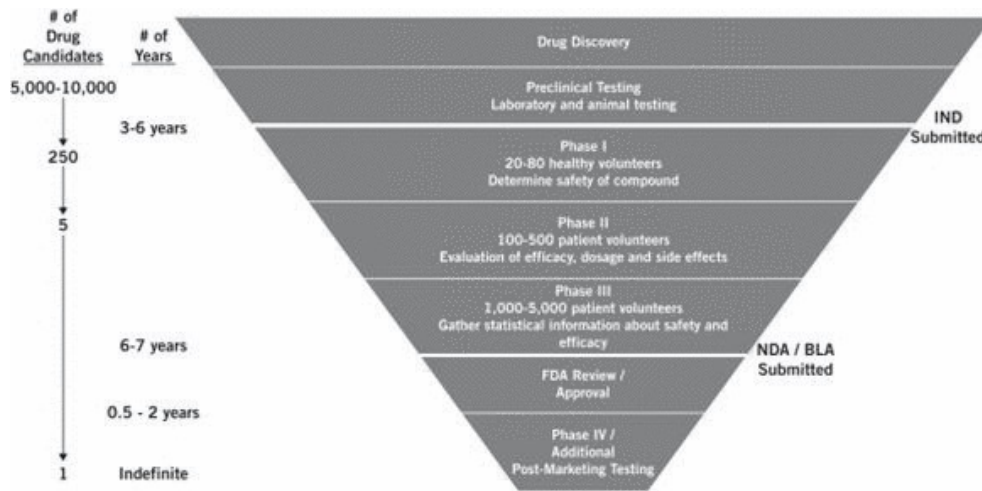 # of
Drug
Candidates
# of
Years
5,000-10,000
3-6 years
250
5
6-7 years
0.5 - 2 years
1
Indefinite
Drug Discovery
Preclinical Testing
Laboratory and animal testing
IND
Submitted
Phase I
20-80 healthy volunteers
Determine safety of compound
Phase II
100-500 patient volunteers
Evaluation of efficacy, dosage and side effects
Phase III
1,000-5,000 patient volunteers
Gather statistical information about safety and
efficacy
NDA / BLA
Submitted
FDA Review /
Approval
Phase IV /
Additional
Post-Marketing Testing